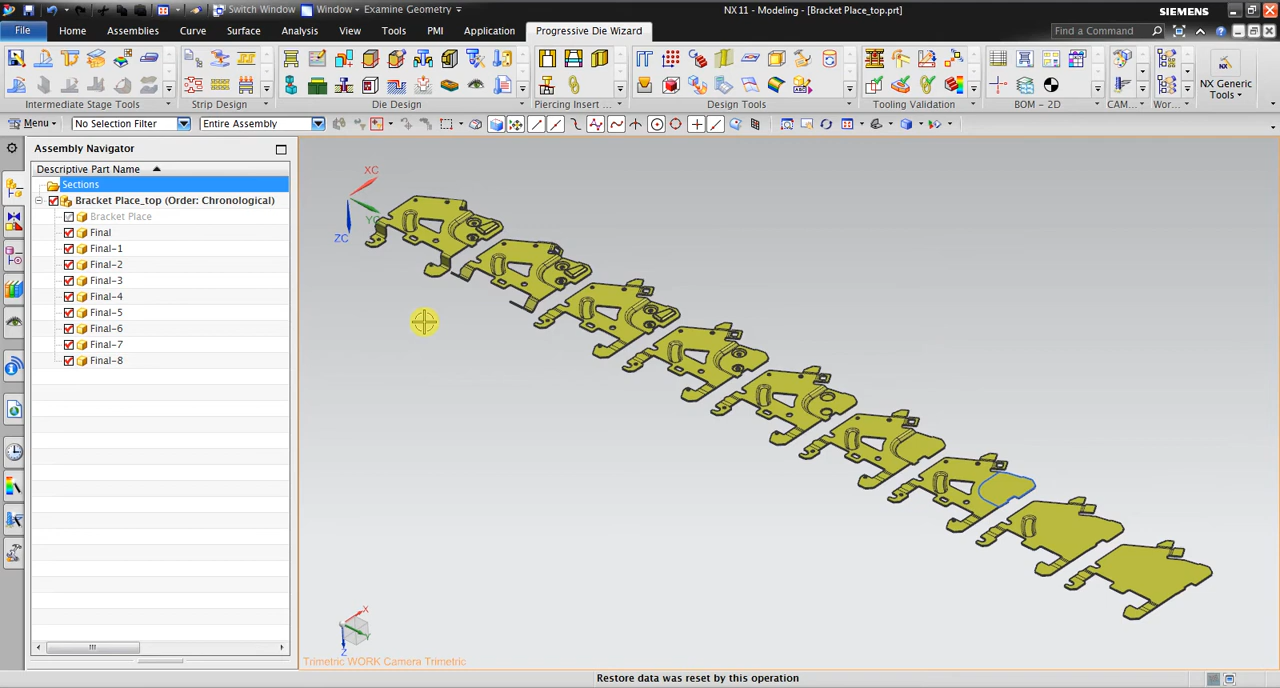 Switch Window Window Examine Geometry NX 11 - Modeling - [Bracket Place_top.prt] SIEMENS
File Home Assemblies Curve Surface Analysis View Tools PMI Application Progressive Die Wizard Find a Command
NX Generic
Tools
Intermediate Stage Tools Strip Design Die Design Piercing Insert ... Design Tools Tooling Validation BOM - 2D CAM... Wor...
Menu No Selection Filter Entire Assembly
Assembly Navigator
Descriptive Part Name
Sections
Bracket Place_top (Order: Chronological)
Bracket Place
Final
Final-1
Final-2
Final-3
Final-4
Final-5
Final-6
Final-7
Final-8
XC
YC
ZC
X
Y
Z
Trimetric WORK Camera Trimetric
Restore data was reset by this operation